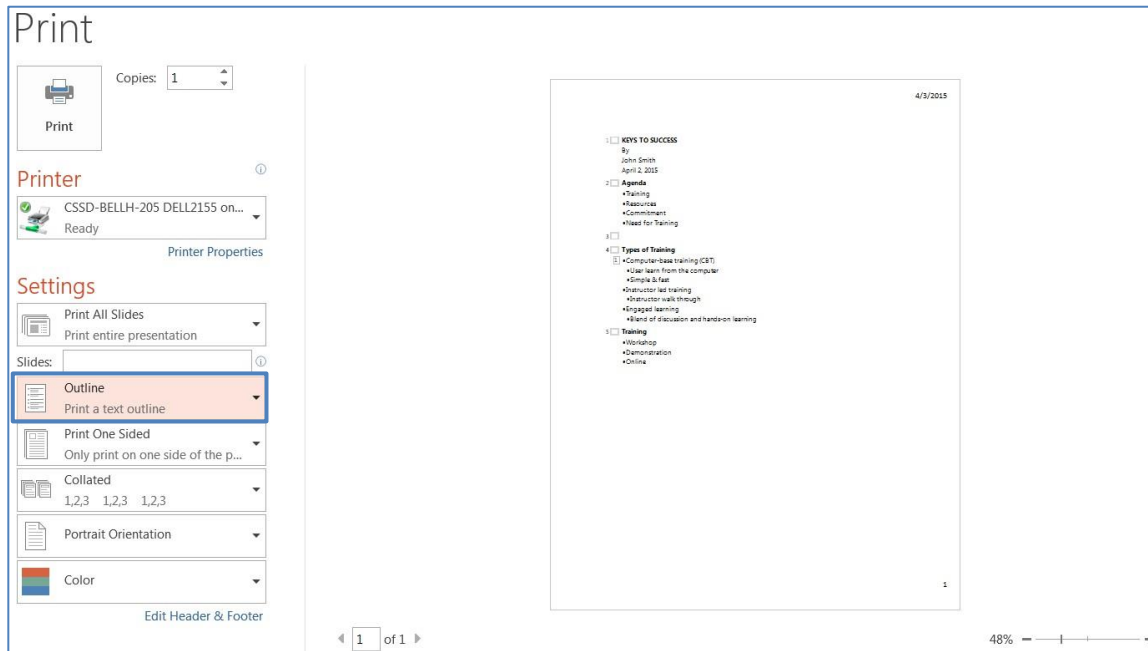 Print
Copies: 1
Print
Printer
CSSD-BELLH-205 DELL2155 on...
Ready
Printer Properties
Settings
Print All Slides
Print entire presentation
Slides:
Outline
Print a text outline
Print One Sided
Only print on one side of the p...
Collated
1,2,3 1,2,3 1,2,3
Portrait Orientation
Color
Edit Header & Footer
4/3/2015
1 KEYS TO SUCCESS
By
John Smith
April 2, 2015
2 Agenda
•Training
•Resources
•Commitment
•Need for Training
3
4 Types of Training
1 •Computer-base training (CBT)
•User learn from the computer
•Simple & fast
•Instructor led training
•Instructor walk through
•Engaged learning
•Blend of discussion and hands-on learning
5 Training
•Workshop
•Demonstration
•Online
1
1 of 1
48%